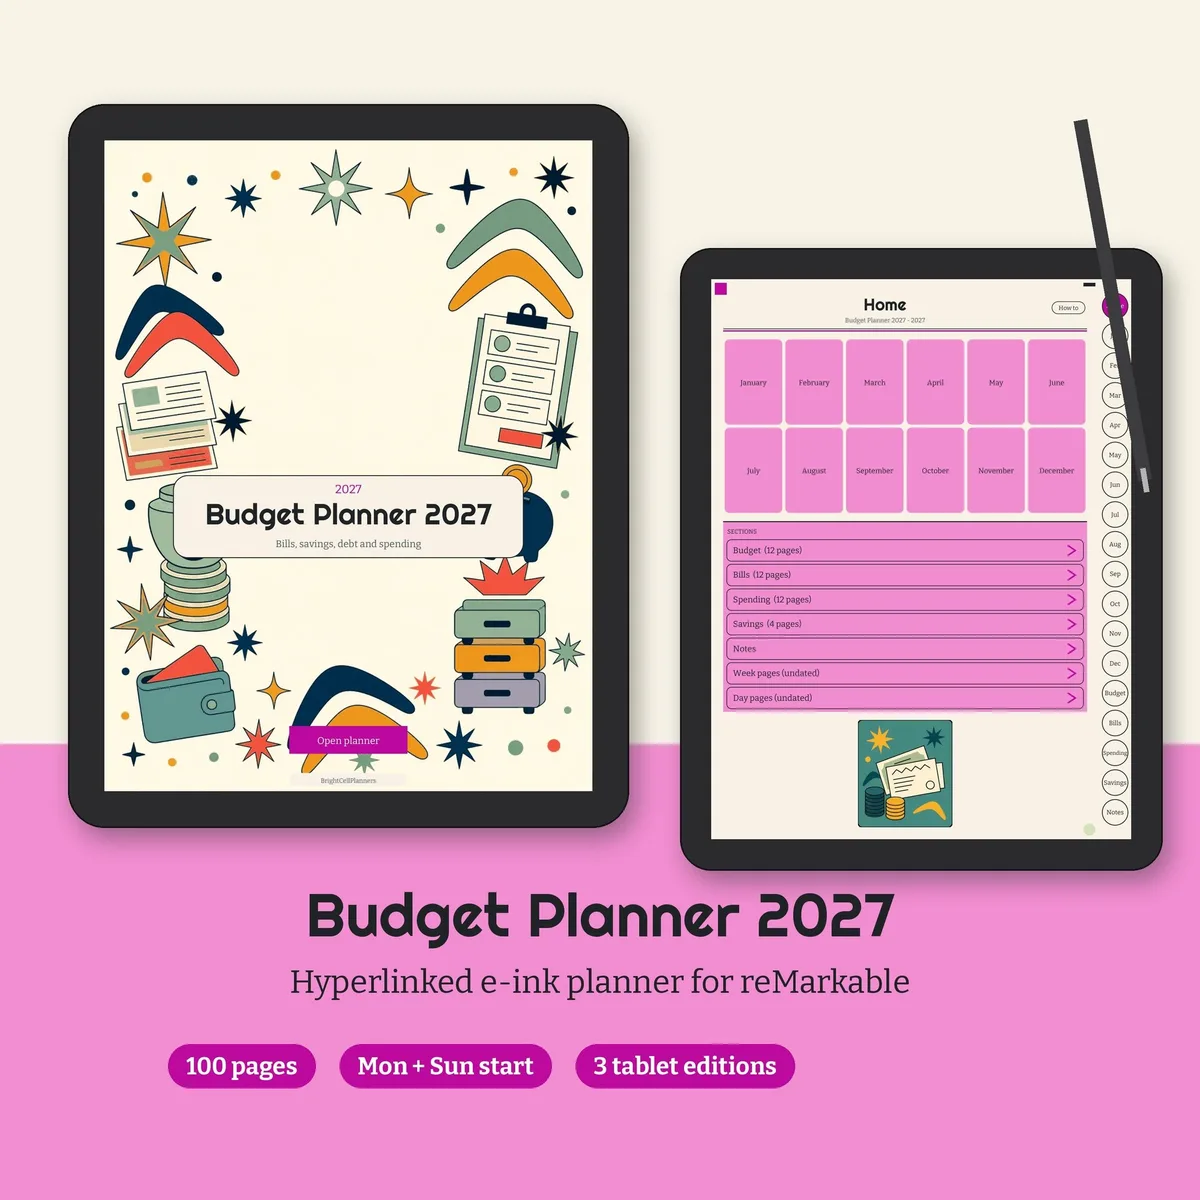 2027
Budget Planner 2027
Bills, savings, debt and spending
Open planner
BrightCellPlanners
Home
Budget Planner 2027 - 2027
How to
January
February
March
April
May
June
July
August
September
October
November
December
SECTIONS
Budget (12 pages)
Bills (12 pages)
Spending (12 pages)
Savings (4 pages)
Notes
Week pages (undated)
Day pages (undated)
Mar
Apr
May
Jun
Jul
Aug
Sep
Oct
Nov
Dec
Budget
Bills
Spending
Savings
Notes
Budget Planner 2027
Hyperlinked e-ink planner for reMarkable
100 pages
Mon + Sun start
3 tablet editions